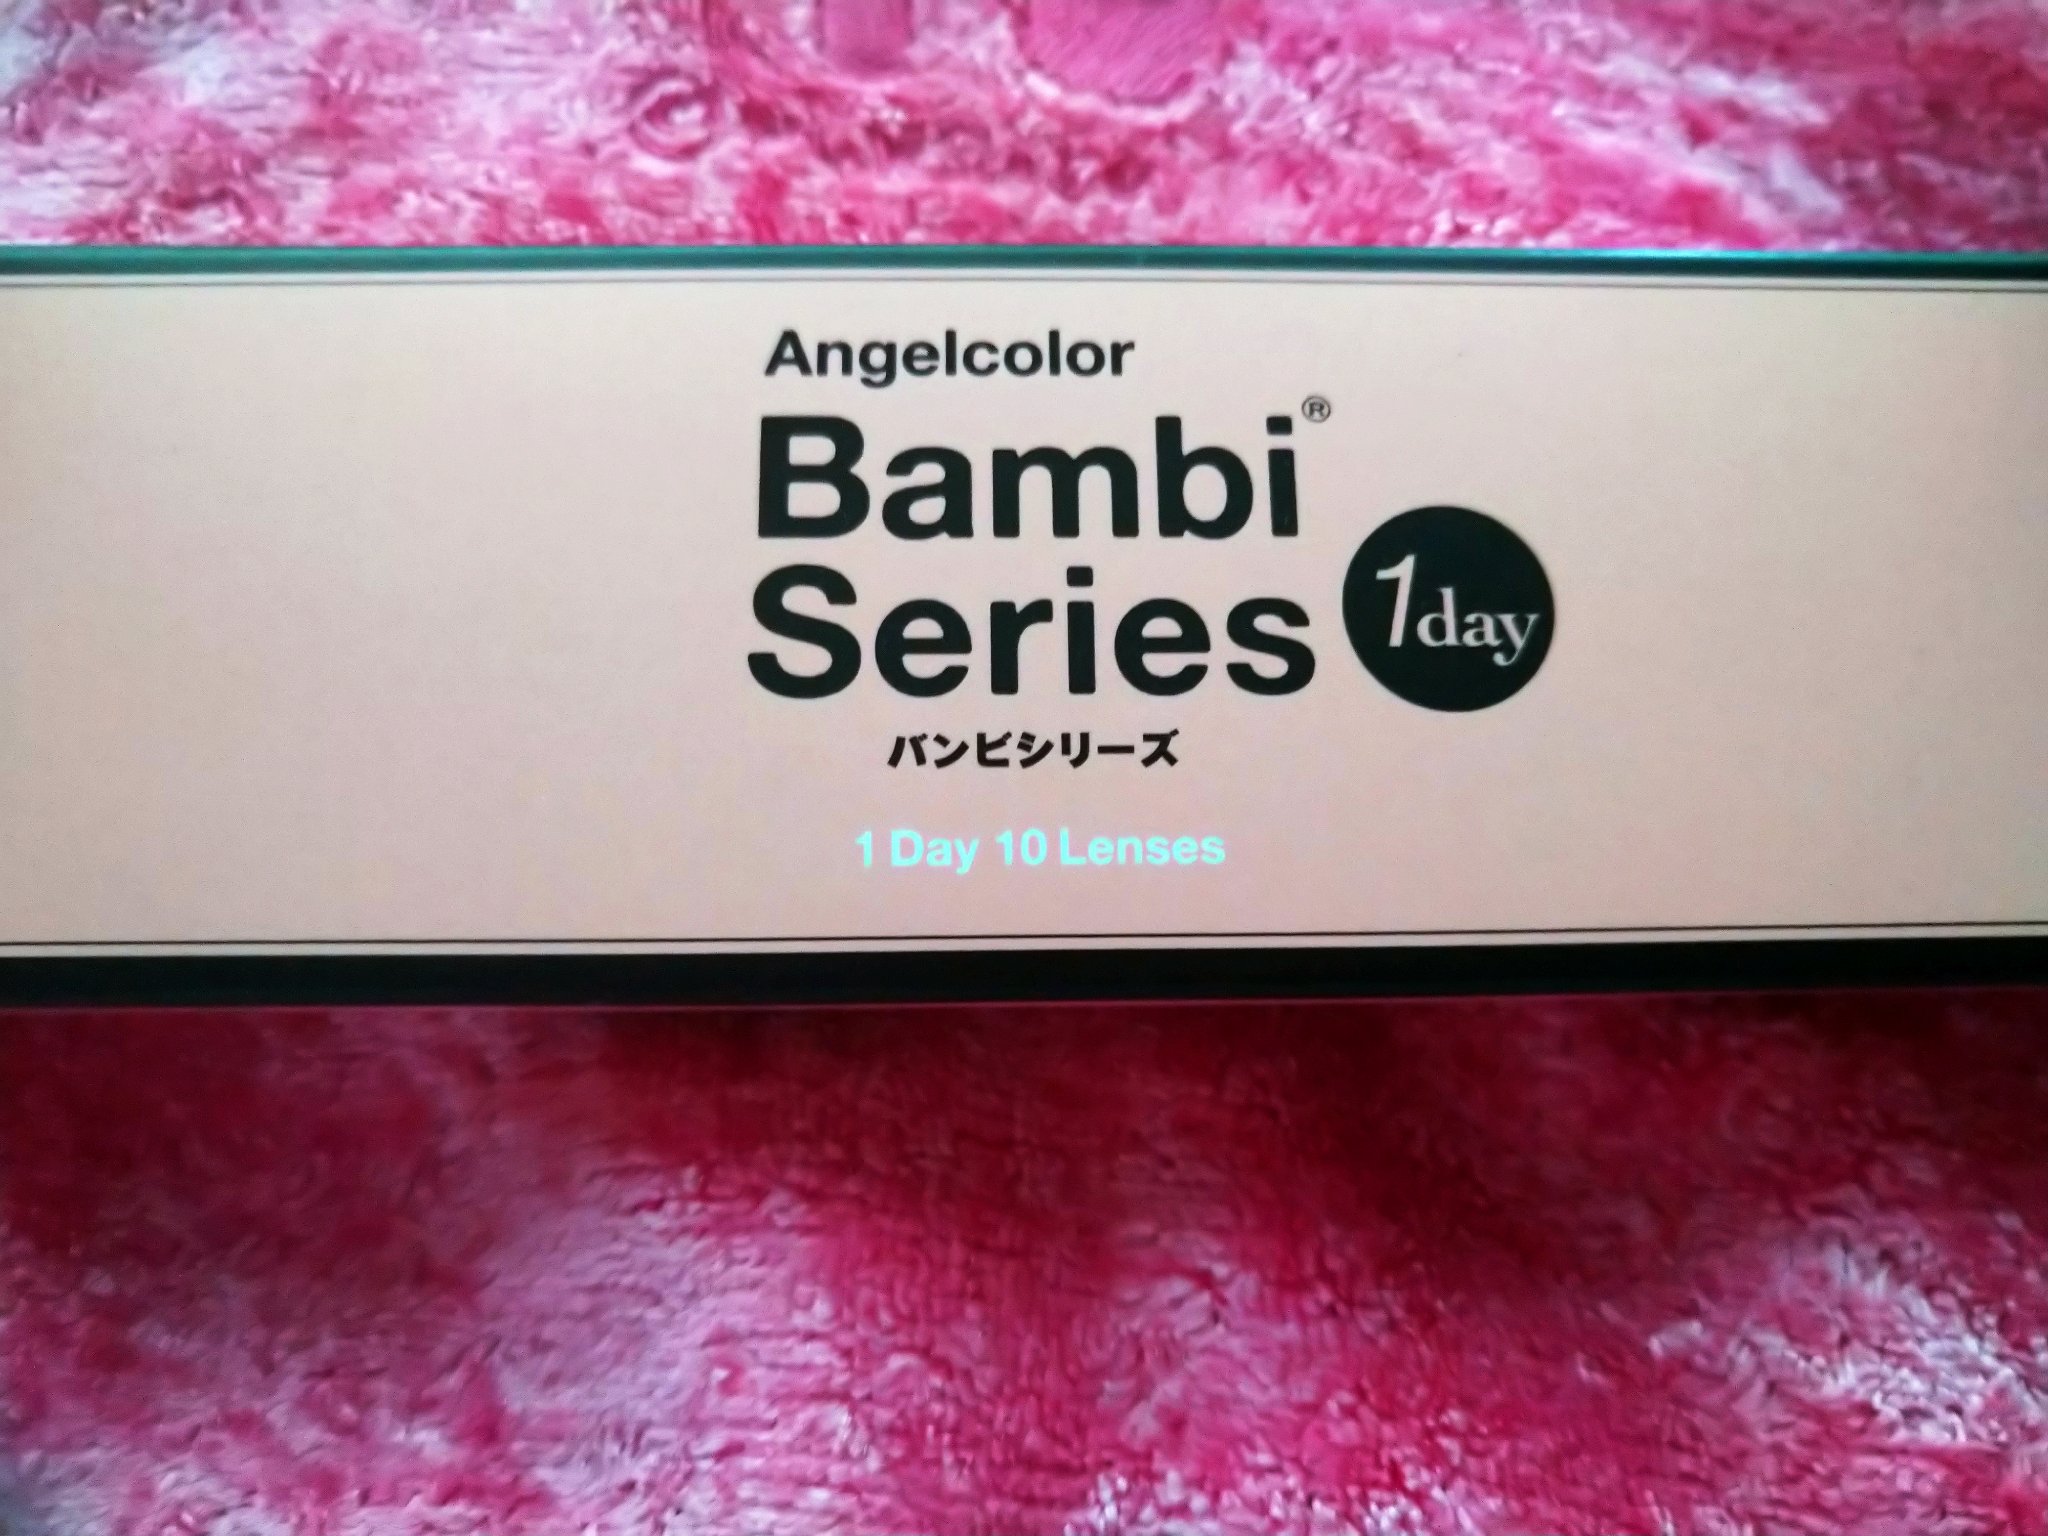 Angelcolor
Bambi®
Series
1day
バンビシリーズ
1 Day 10 Lenses